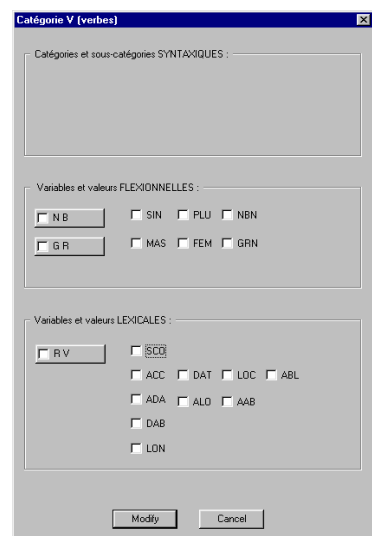 Catégorie V (verbes)
Catégories et sous-catégories SYNTAXIQUES :
Variables et valeurs FLEXIONNELLES :
N B SIN PLU NBN
G R MAS FEM GRN
Variables et valeurs LEXICALES :
R V SCO
ACC DAT LOC ABL
ADA ALO AAB
DAB
LON
Modify Cancel